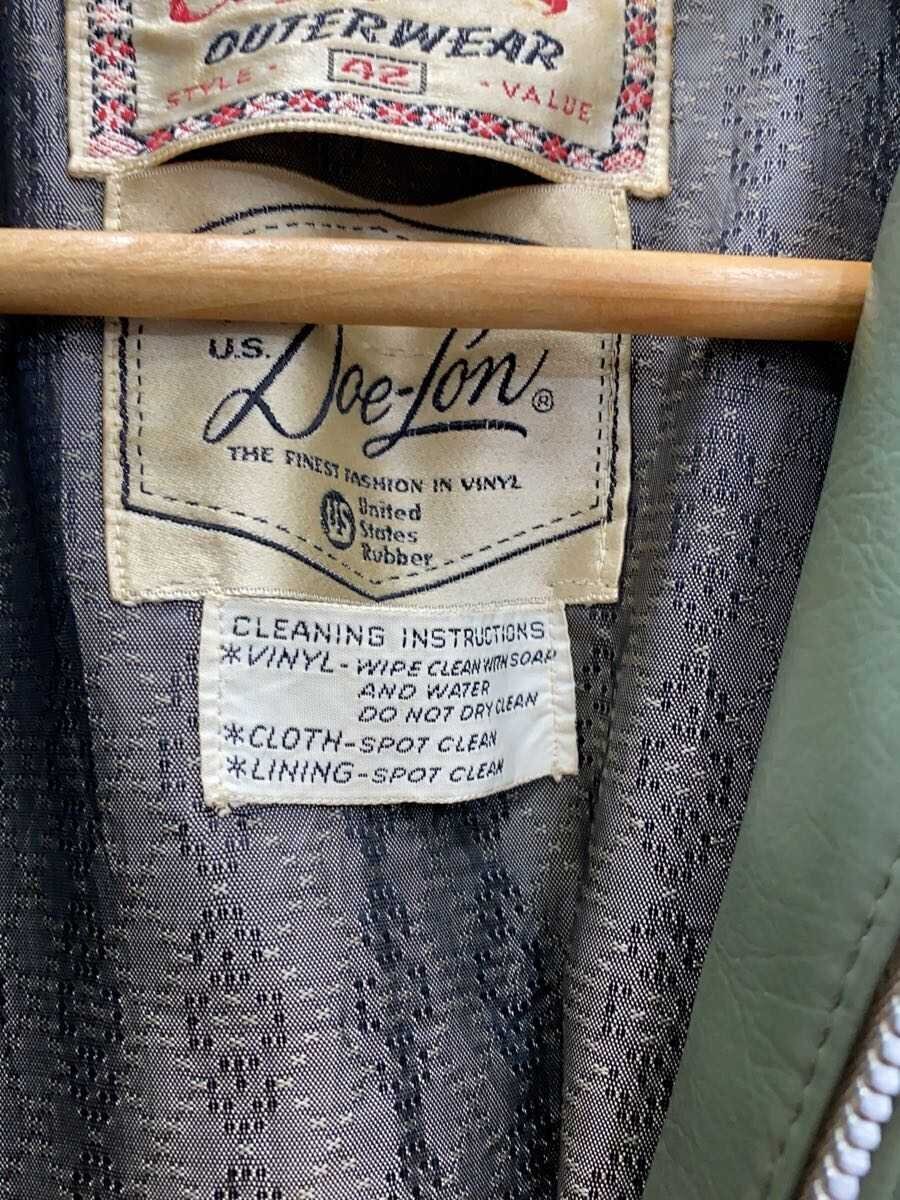 OUTERWEAR
STYLE - 42 - VALUE
U.S.
Doe-Lon®
THE FINEST FASHION IN VINYL
US United
States
Rubber
CLEANING INSTRUCTIONS
*VINYL-WIPE CLEAN WITH SOAP
AND WATER
DO NOT DRY CLEAN
*CLOTH-SPOT CLEAN
*LINING-SPOT CLEAN